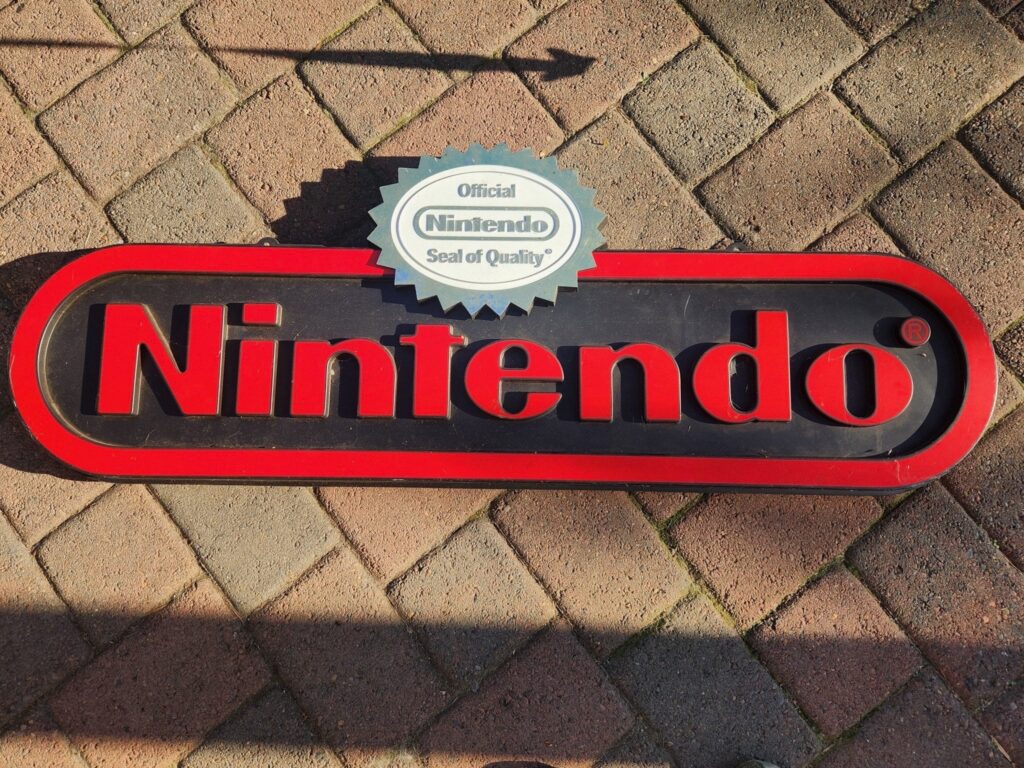 Official
Nintendo
Seal of Quality®
Nintendo®